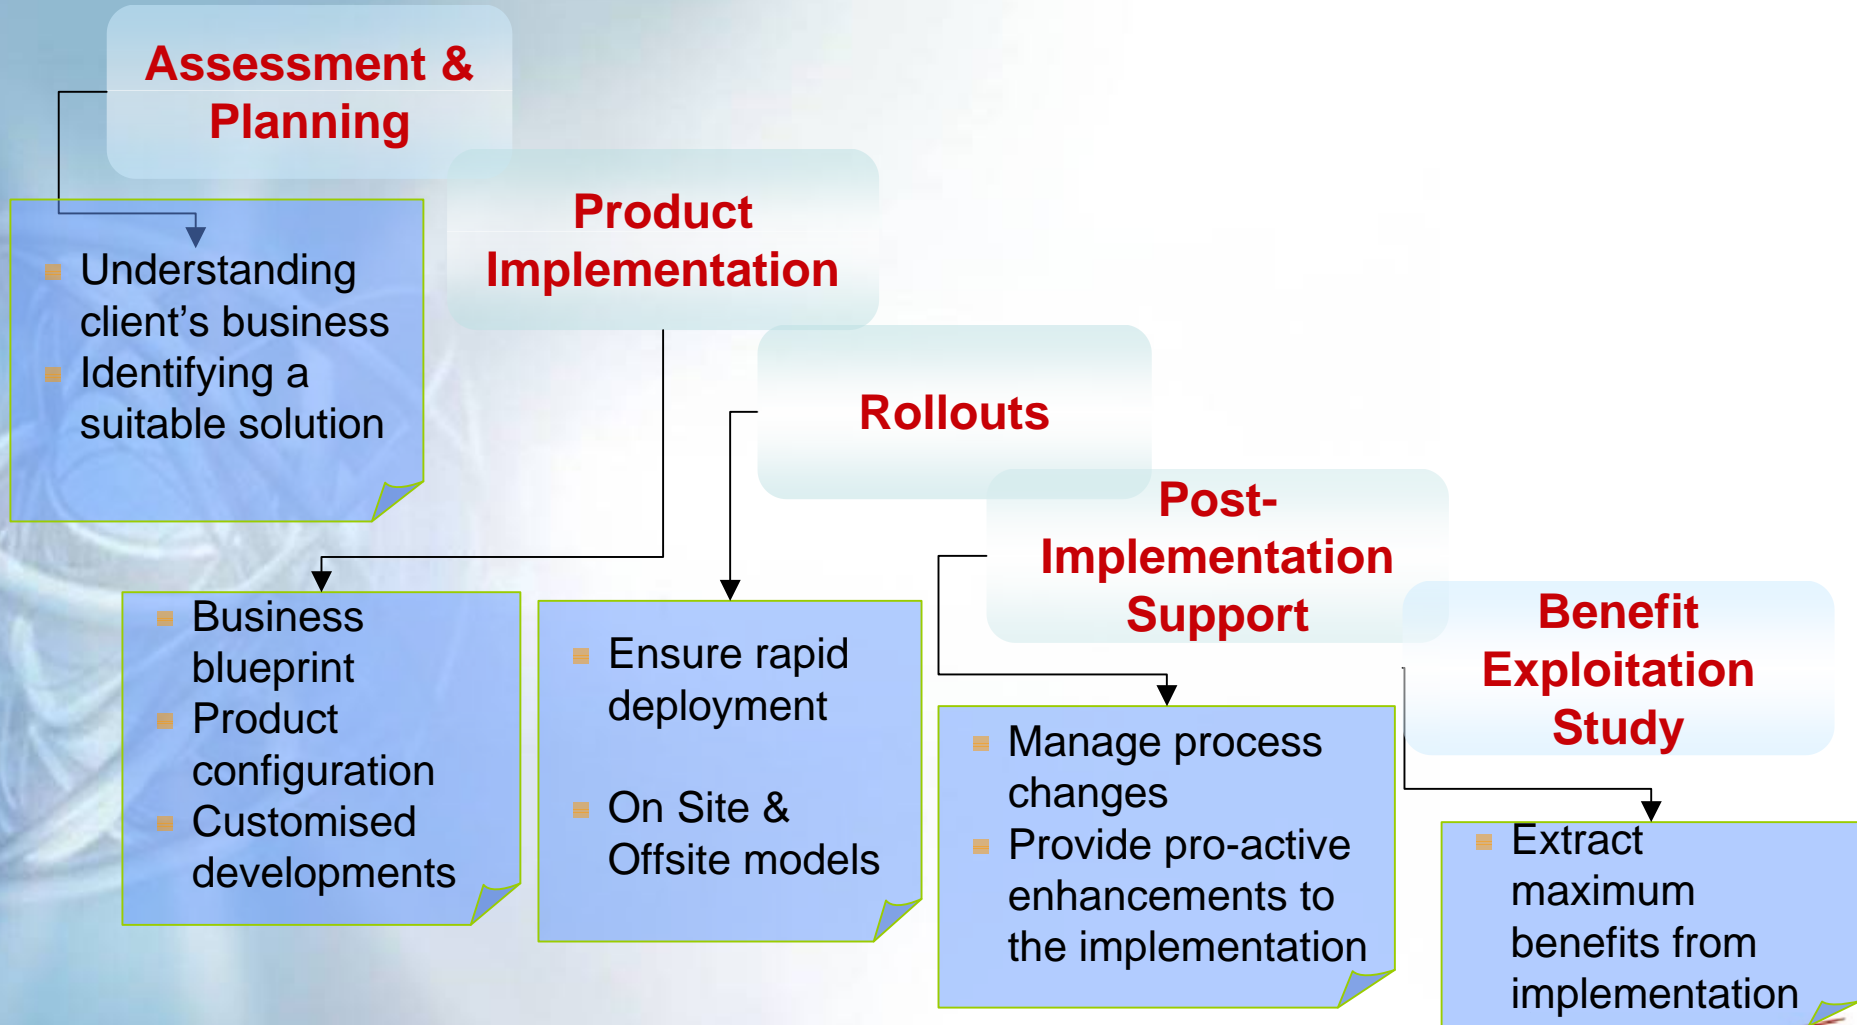 Assessment &
Planning
Understanding
client’s business
Identifying a
suitable solution
Product
Implementation
Business
blueprint
Product
configuration
Customised
developments
Rollouts
Ensure rapid
deployment
On Site &
Offsite models
Post-
Implementation
Support
Manage process
changes
Provide pro-active
enhancements to
the implementation
Benefit
Exploitation
Study
Extract
maximum
benefits from
implementation